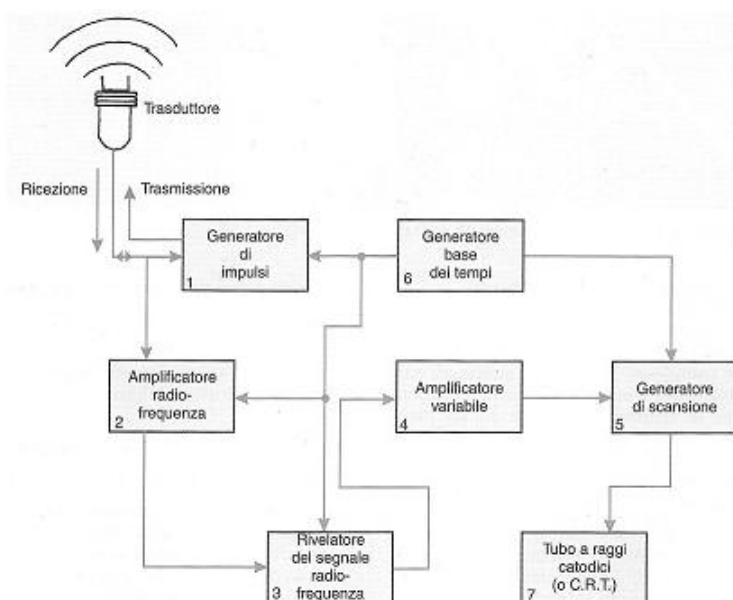 Trasduttore
Ricezione
Trasmissione
Generatore
di
impulsi
1
Generatore
base
dei tempi
6
Amplificatore
radio-
frequenza
2
Amplificatore
variabile
4
Generatore
di scansione
5
Rivelatore
del segnale
radio-
3 frequenza
Tubo a raggi
catodici
(o C.R.T.)
7